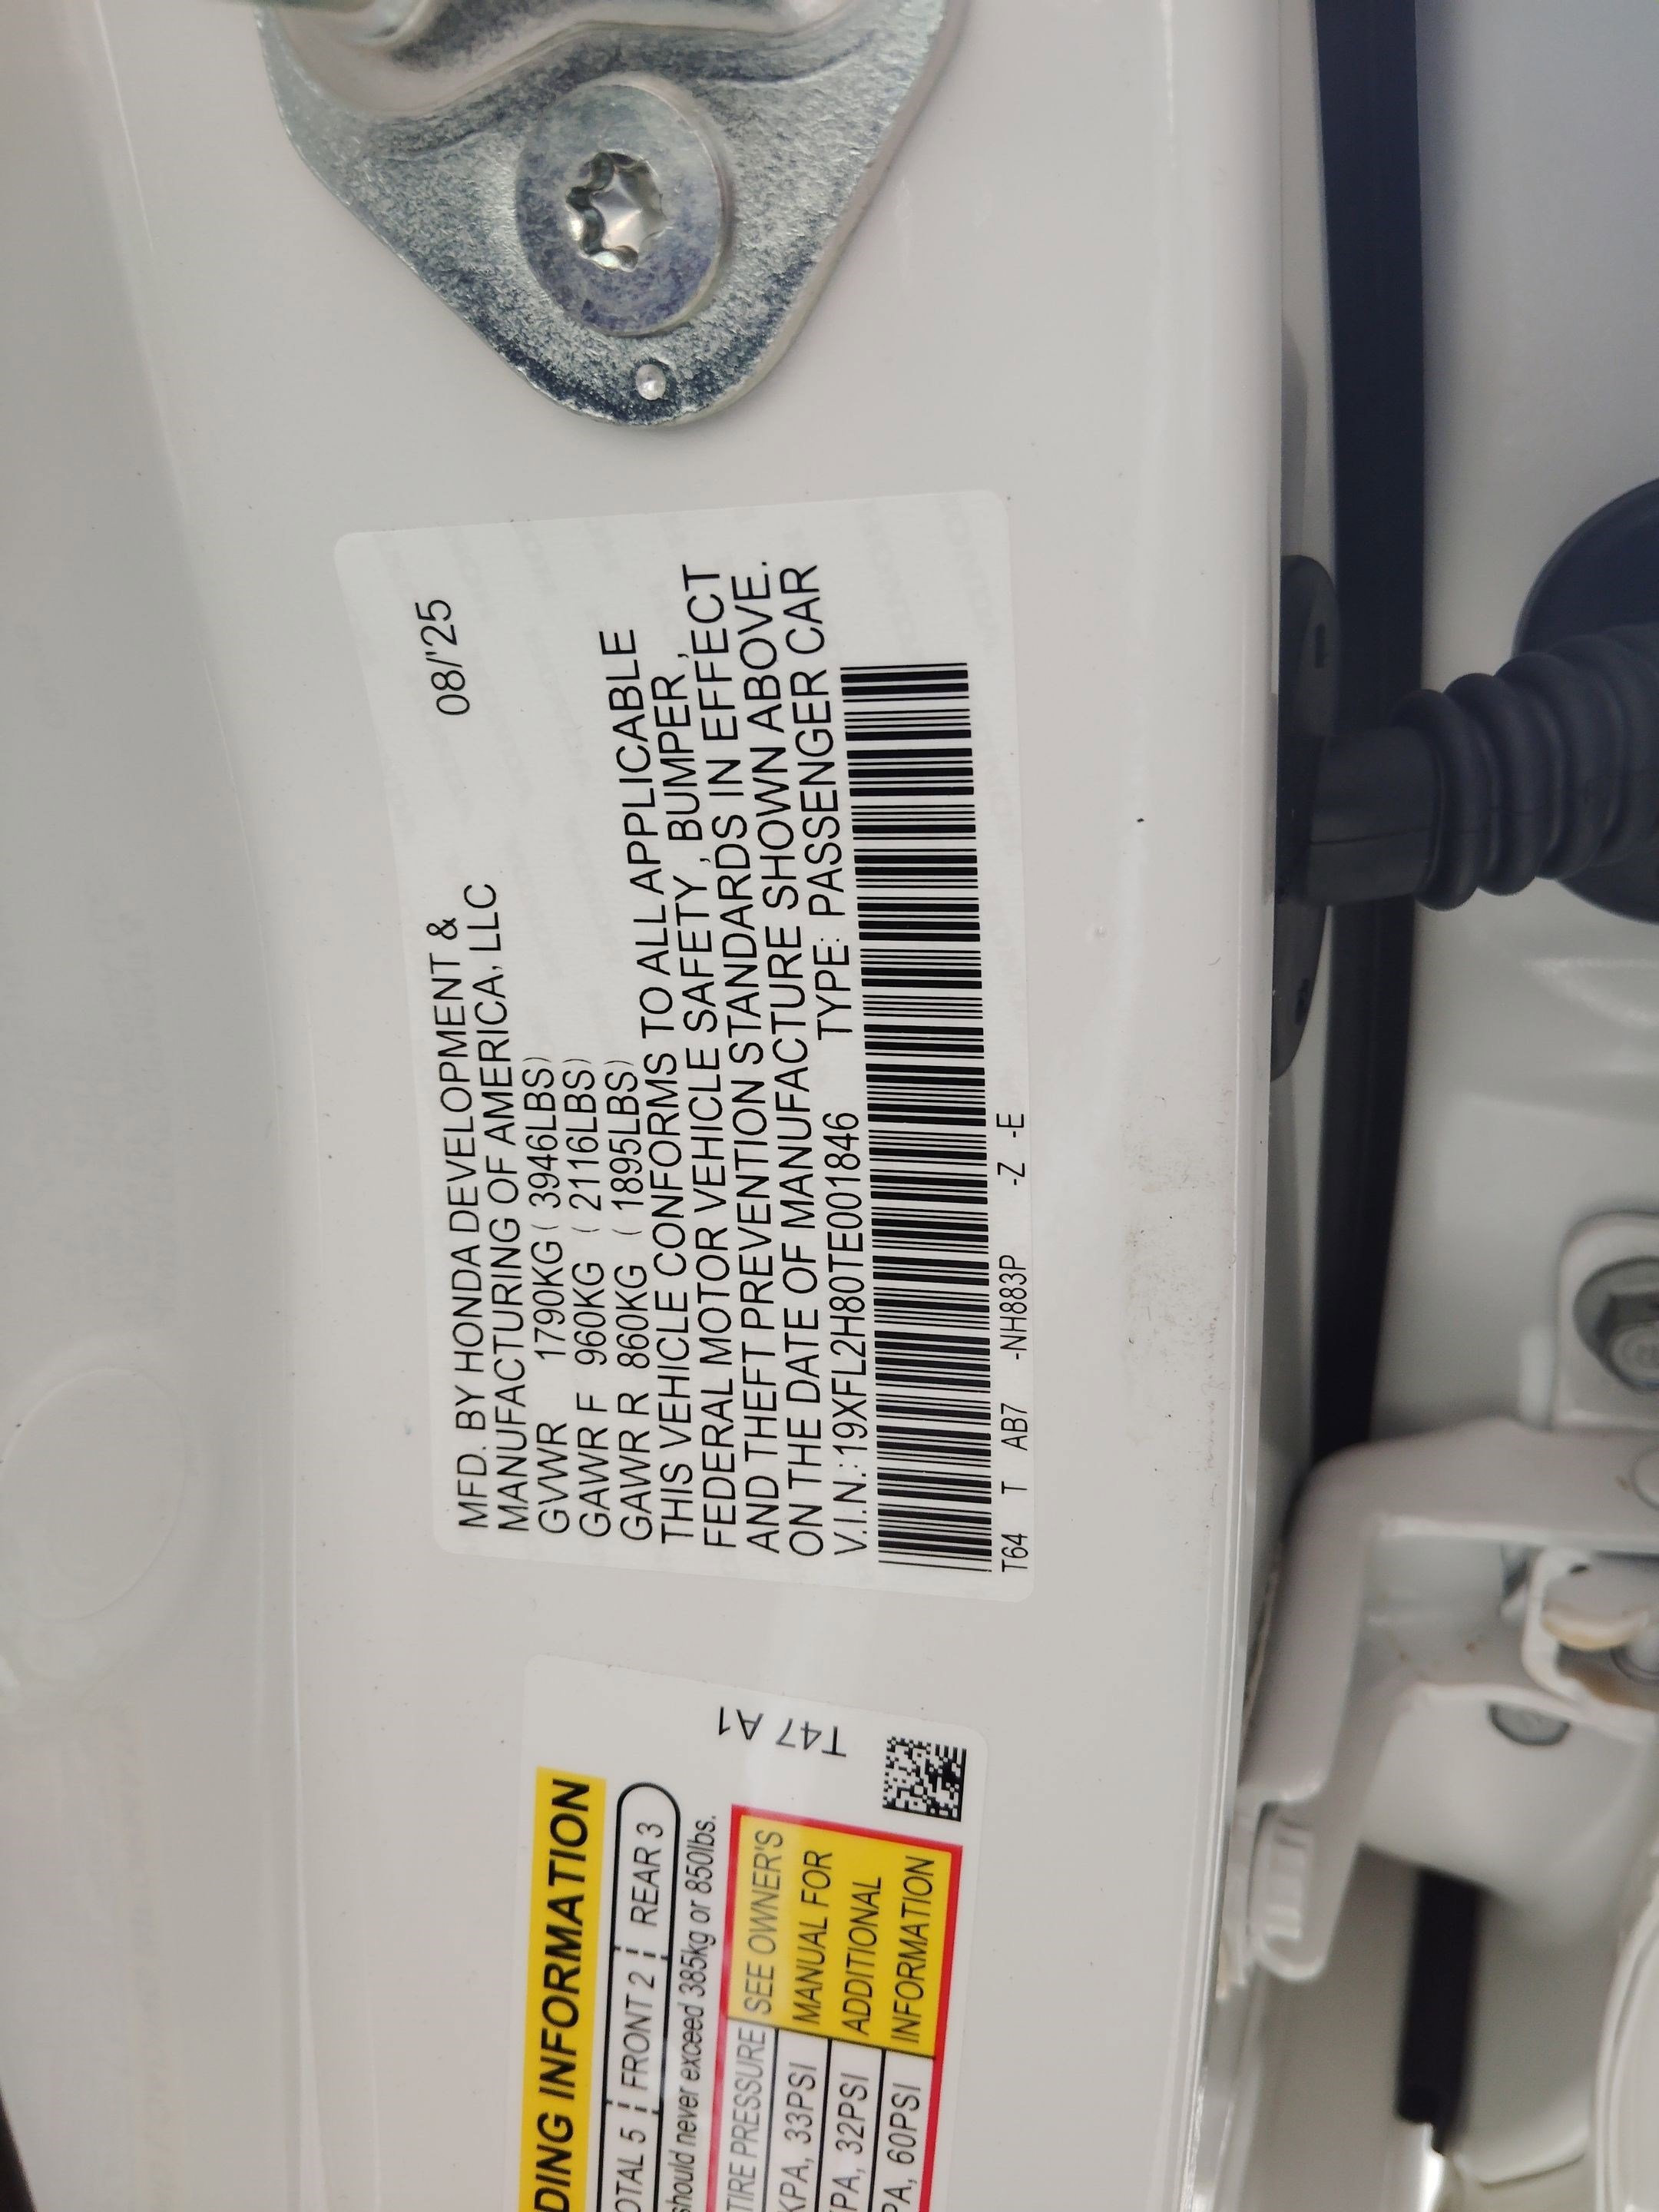 MFD. BY HONDA DEVELOPMENT & 08/'25
MANUFACTURING OF AMERICA, LLC
GVWR 1790KG ( 3946LBS)
GAWR F 960KG ( 2116LBS)
GAWR R 860KG ( 1895LBS)
THIS VEHICLE CONFORMS TO ALL APPLICABLE
FEDERAL MOTOR VEHICLE SAFETY, BUMPER,
AND THEFT PREVENTION STANDARDS IN EFFECT
ON THE DATE OF MANUFACTURE SHOWN ABOVE.
V.I.N.: 19XFL2H80TE001846 TYPE: PASSENGER CAR
T64 T AB7 -NH883P -Z -E
DING INFORMATION
OTAL 5 FRONT 2 REAR 3
should never exceed 385kg or 850lbs.
TIRE PRESSURE
KPA, 33PSI
PA, 32PSI
PA, 60PSI
SEE OWNER'S
MANUAL FOR
ADDITIONAL
INFORMATION
T47 A1